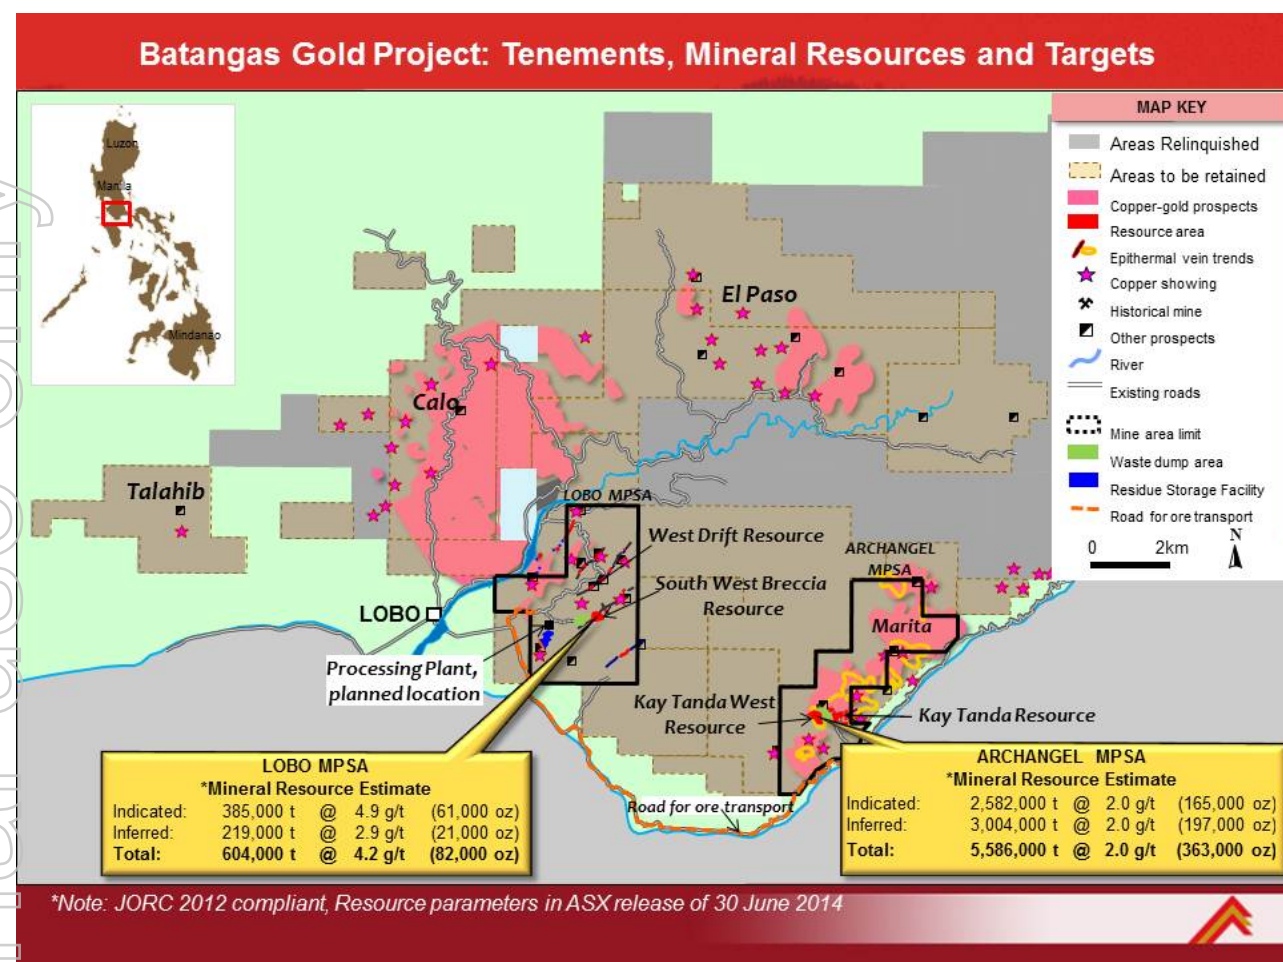 Batangas Gold Project: Tenements, Mineral Resources and Targets
Luzon
Manila
Mindanao
MAP KEY
Areas Relinquished
Areas to be retained
Copper-gold prospects
Resource area
Epithermal vein trends
Copper showing
Historical mine
Other prospects
River
Existing roads
Mine area limit
Waste dump area
Residue Storage Facility
Road for ore transport
0 2km
N
El Paso
Calo
Talahib
LOBO MPSA
West Drift Resource
ARCHANGEL
MPSA
South West Breccia
Resource
LOBO
Marita
Processing Plant,
planned location
Kay Tanda West
Resource
Kay Tanda Resource
Road for ore transport
LOBO MPSA
*Mineral Resource Estimate
Indicated: 385,000 t @ 4.9 g/t (61,000 oz)
Inferred: 219,000 t @ 2.9 g/t (21,000 oz)
Total: 604,000 t @ 4.2 g/t (82,000 oz)
ARCHANGEL MPSA
*Mineral Resource Estimate
Indicated: 2,582,000 t @ 2.0 g/t (165,000 oz)
Inferred: 3,004,000 t @ 2.0 g/t (197,000 oz)
Total: 5,586,000 t @ 2.0 g/t (363,000 oz)
*Note: JORC 2012 compliant, Resource parameters in ASX release of 30 June 2014